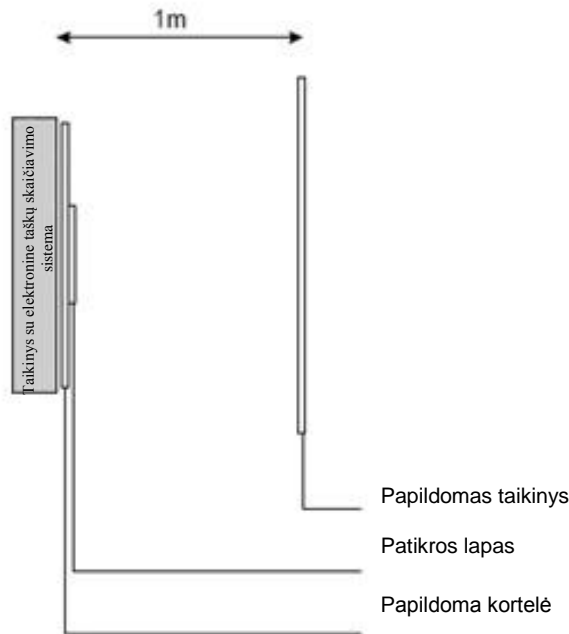 1m
Taikinys su elektronine taškų skaičiavimo
sistema
Papildomas taikinys
Patikros lapas
Papildoma kortelė